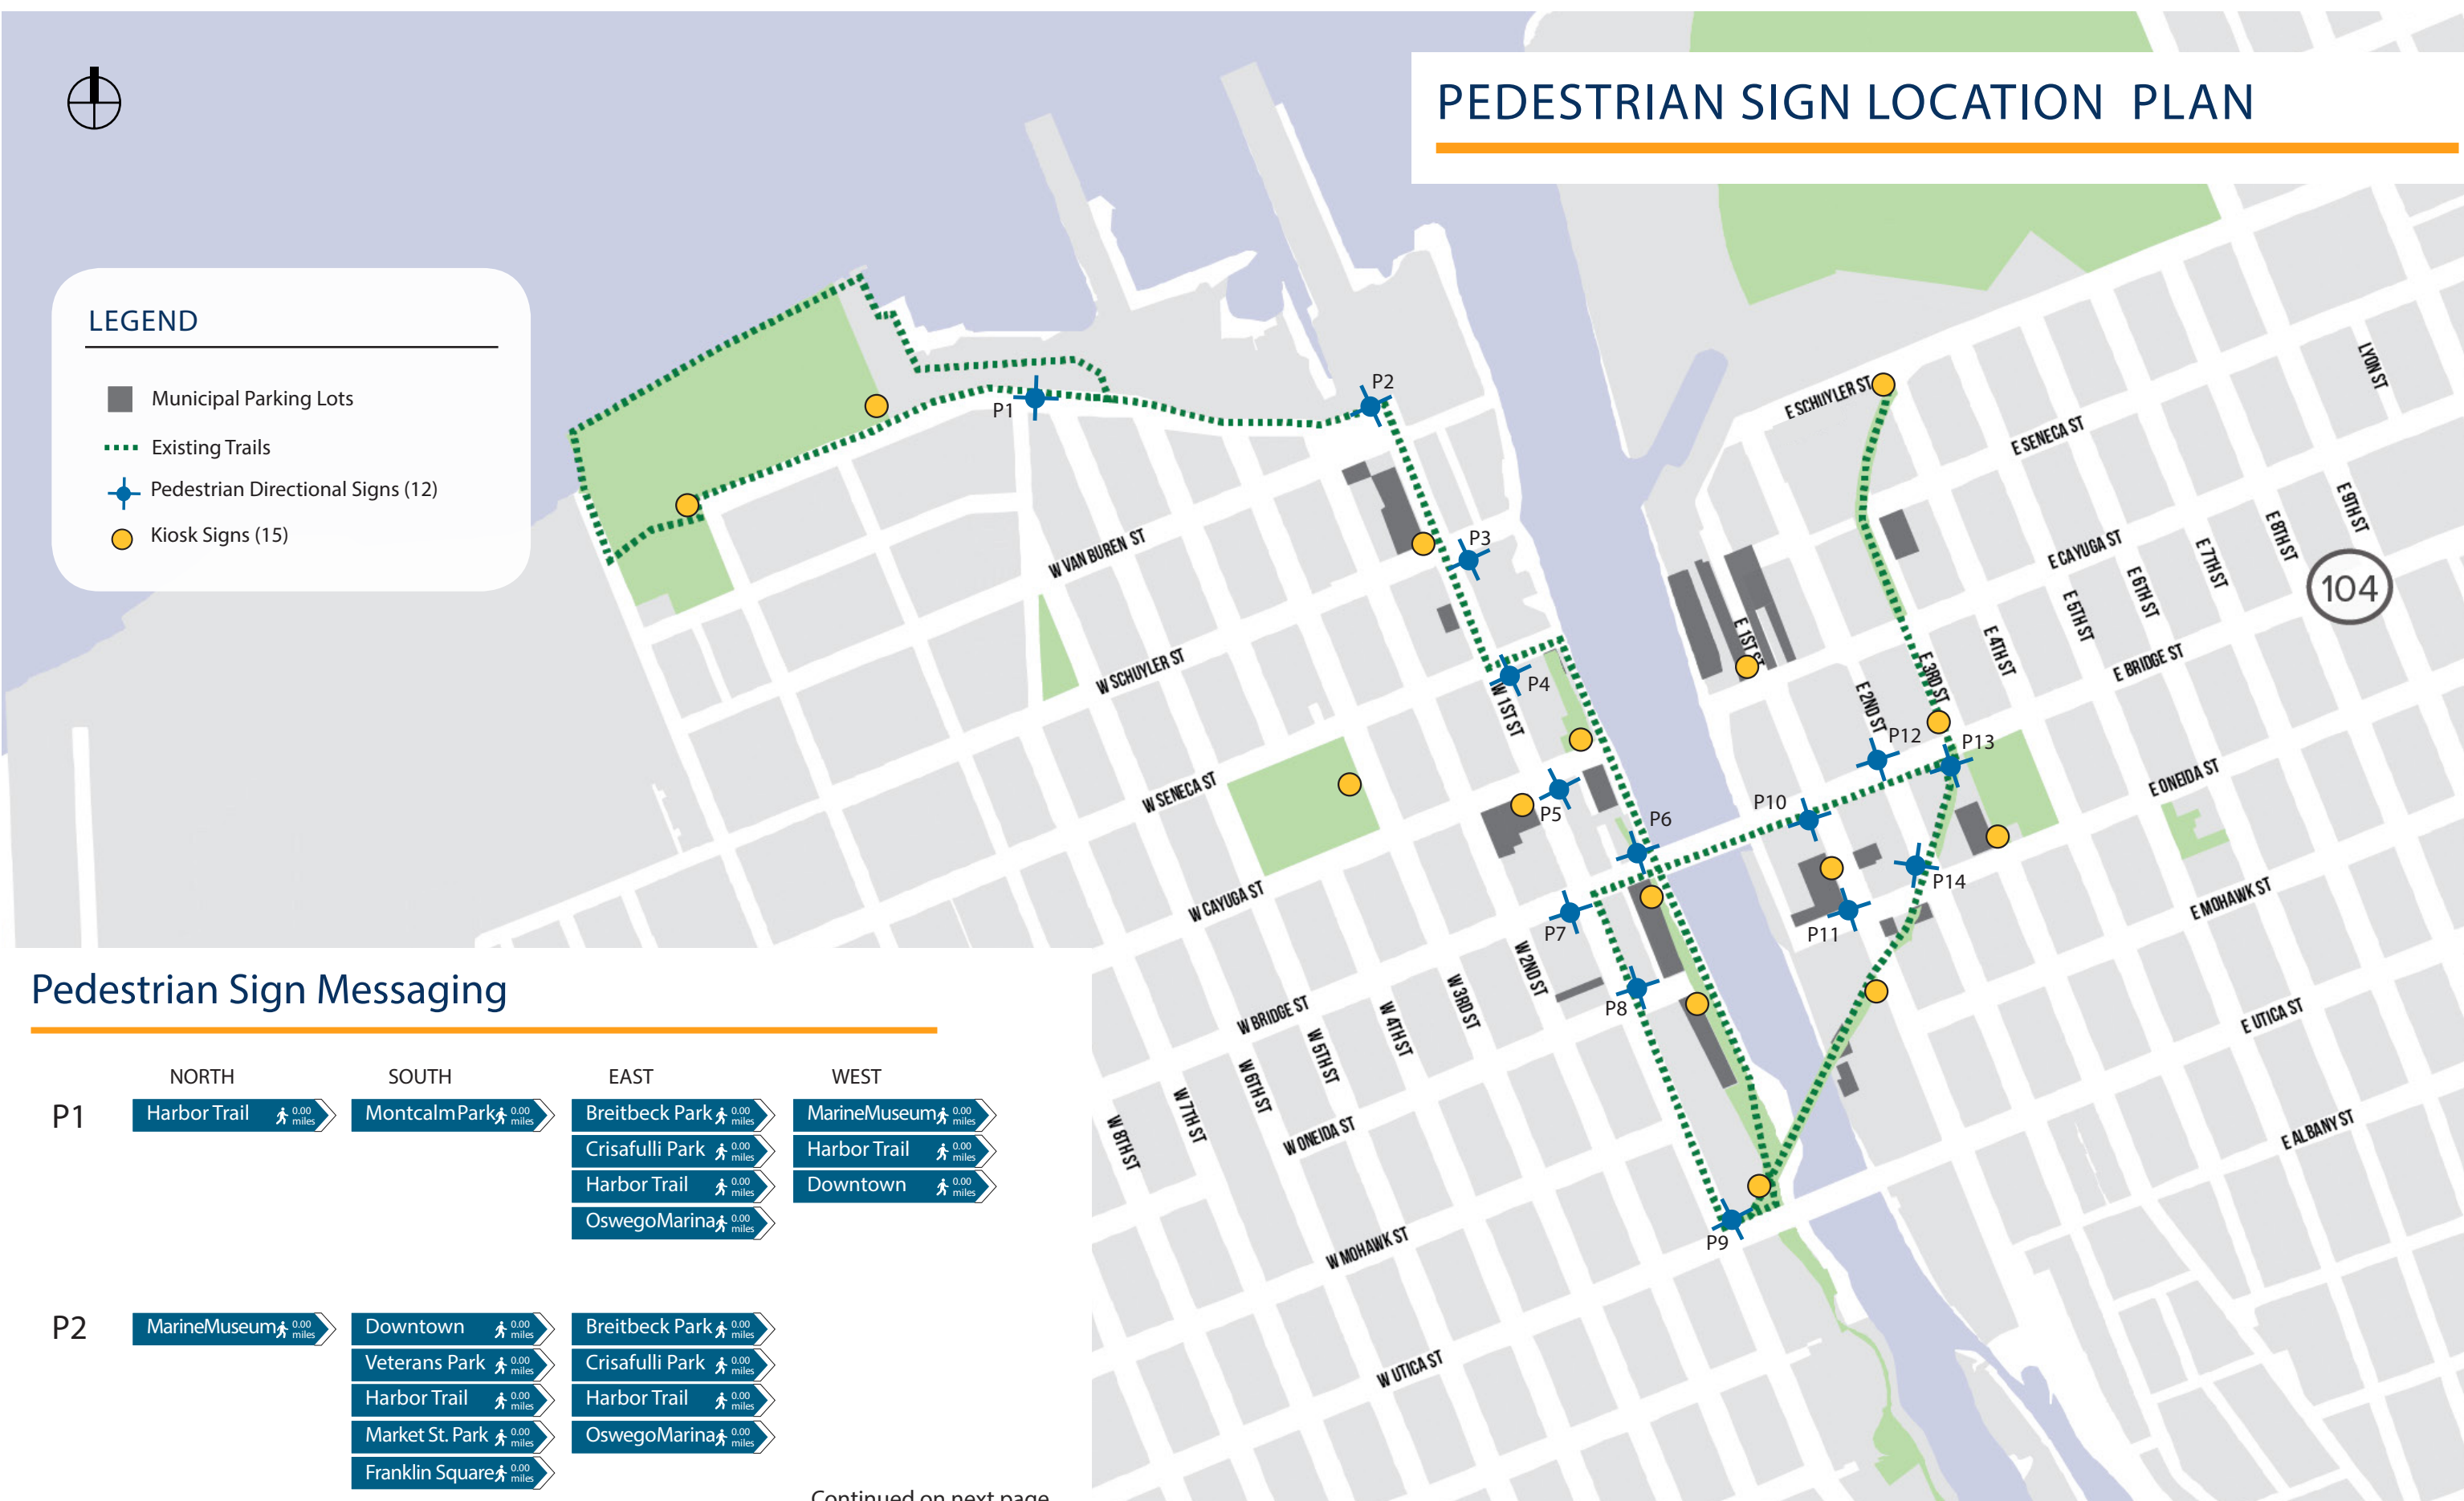 PEDESTRIAN SIGN LOCATION PLAN
LEGEND
Municipal Parking Lots
Existing Trails
Pedestrian Directional Signs (12)
Kiosk Signs (15)
P1
P2
P3
P4
P5
P6
P7
P8
P9
P10
P11
P12
P13
P14
W VAN BUREN ST
W SCHUYLER ST
W SENECA ST
W CAYUGA ST
W BRIDGE ST
W ONEIDA ST
W MOHAWK ST
W UTICA ST
W 1ST ST
W 2ND ST
W 3RD ST
W 4TH ST
W 5TH ST
W 6TH ST
W 7TH ST
W 8TH ST
E SCHUYLER ST
E SENECA ST
E CAYUGA ST
E BRIDGE ST
E ONEIDA ST
E MOHAWK ST
E UTICA ST
E ALBANY ST
E 1ST ST
E 2ND ST
E 3RD ST
E 4TH ST
E 5TH ST
E 6TH ST
E 7TH ST
E 8TH ST
E 9TH ST
LYON ST
104
Pedestrian Sign Messaging
NORTH SOUTH EAST WEST
P1
Harbor Trail 0.00 miles
MontcalmPark 0.00 miles
Breitbeck Park 0.00 miles
Crisafulli Park 0.00 miles
Harbor Trail 0.00 miles
OswegoMarina 0.00 miles
MarineMuseum 0.00 miles
Harbor Trail 0.00 miles
Downtown 0.00 miles
P2
MarineMuseum 0.00 miles
Downtown 0.00 miles
Veterans Park 0.00 miles
Harbor Trail 0.00 miles
Market St. Park 0.00 miles
Franklin Square 0.00 miles
Breitbeck Park 0.00 miles
Crisafulli Park 0.00 miles
Harbor Trail 0.00 miles
OswegoMarina 0.00 miles
Continued on next page